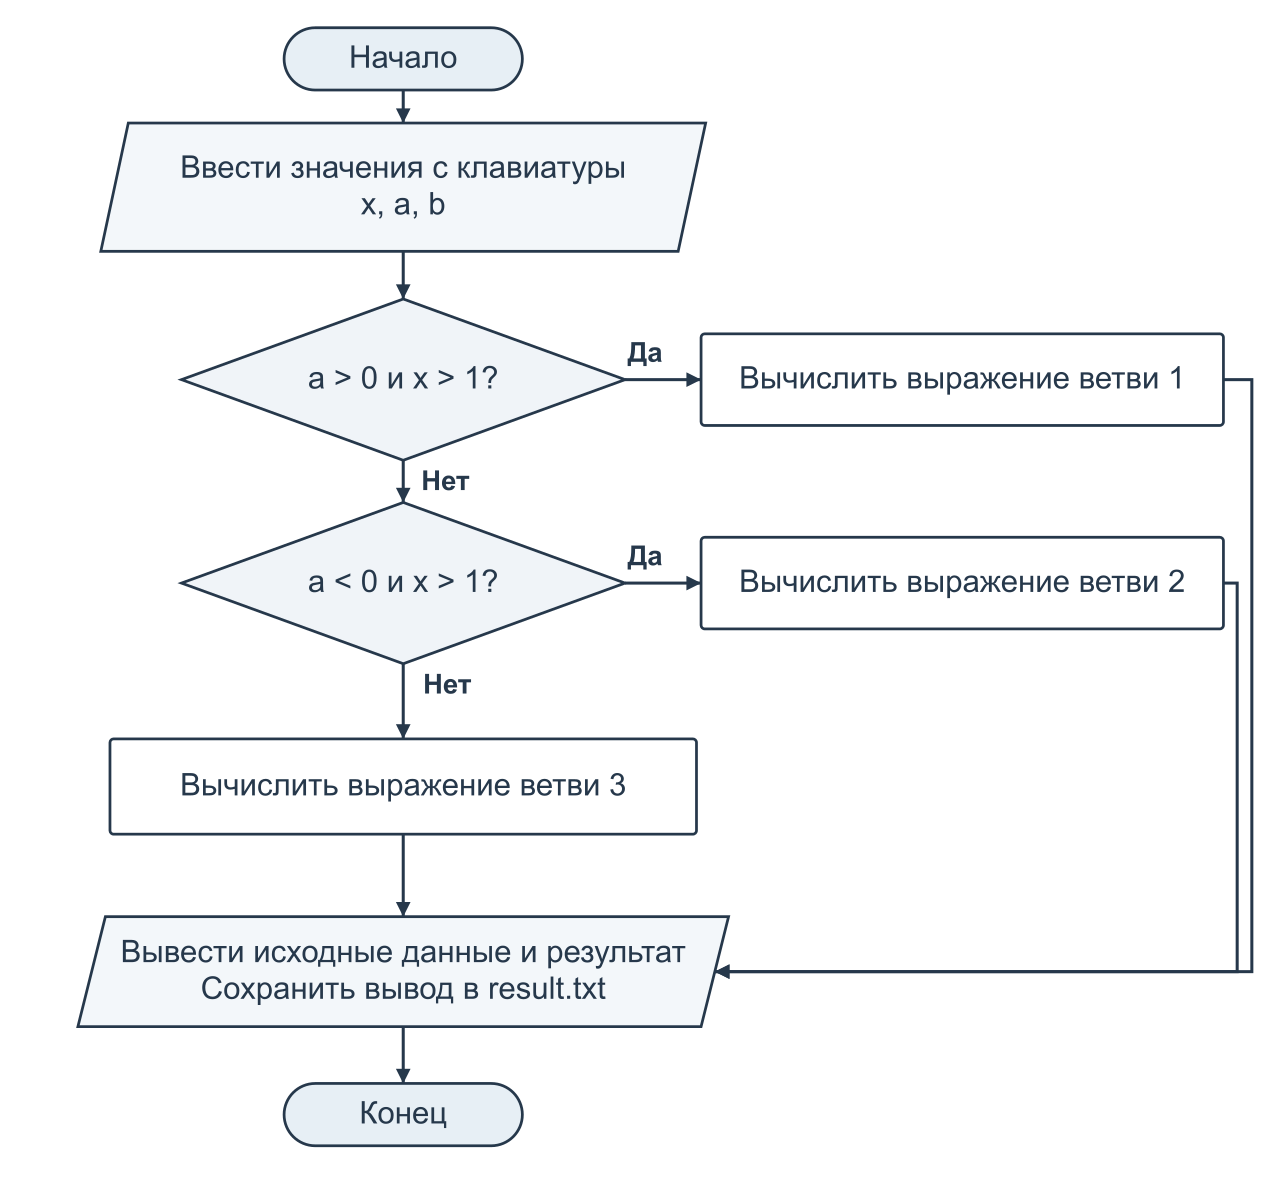 Начало
Ввести значения с клавиатуры
x, a, b
a > 0 и x > 1?
Да
Вычислить выражение ветви 1
Нет
a < 0 и x > 1?
Да
Вычислить выражение ветви 2
Нет
Вычислить выражение ветви 3
Вывести исходные данные и результат
Сохранить вывод в result.txt
Конец